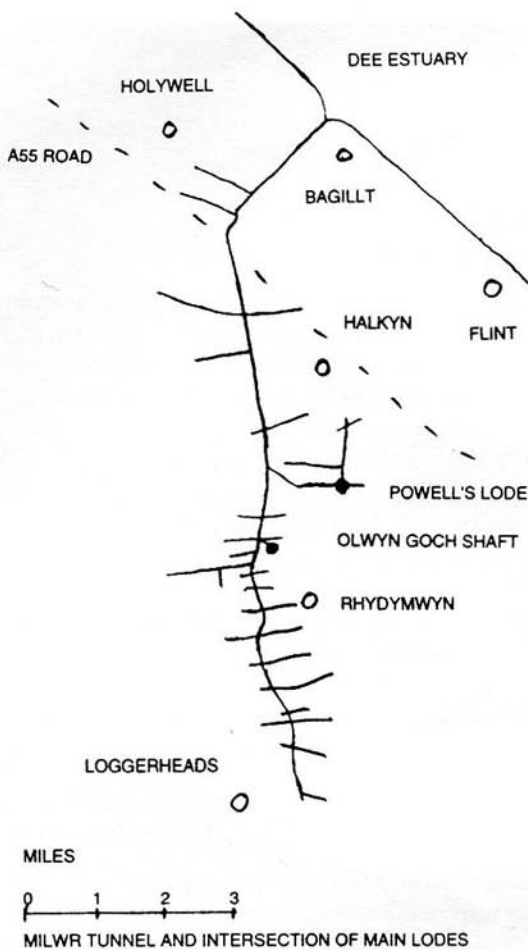 DEE ESTUARY
HOLYWELL
A55 ROAD
BAGILLT
HALKYN
FLINT
POWELL'S LODE
OLWYN GOCH SHAFT
RHYDYMWYN
LOGGERHEADS
MILES
0 1 2 3
MILWR TUNNEL AND INTERSECTION OF MAIN LODES